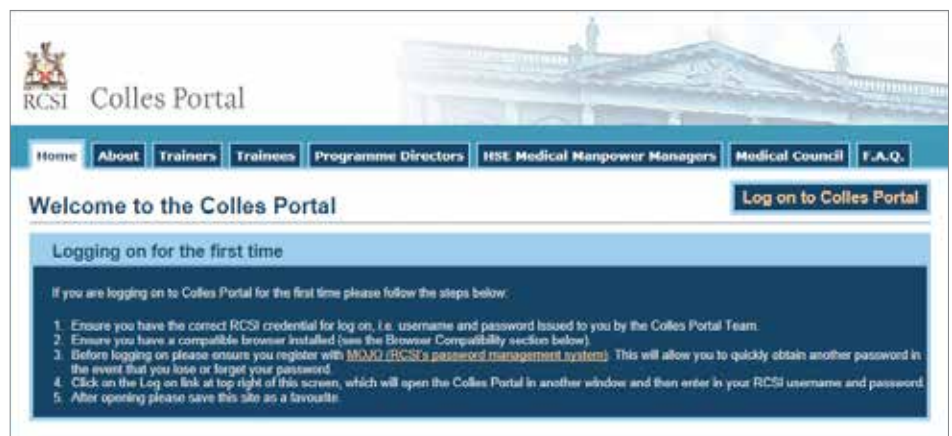 RCSI Colles Portal
Home About Trainers Trainees Programme Directors HSE Medical Manpower Managers Medical Council F.A.Q.
Welcome to the Colles Portal
Log on to Colles Portal
Logging on for the first time
If you are logging on to Colles Portal for the first time please follow the steps below:
1. Ensure you have the correct RCSI credential for log on, i.e. username and password Issued to you by the Colles Portal Team.
2. Ensure you have a compatible browser installed (see the Browser Compatibility section below).
3. Before logging on please ensure you register with MOJO (RCSI's password management system). This will allow you to quickly obtain another password in
the event that you lose or forget your password.
4. Click on the Log on link at top right of this screen, which will open the Colles Portal in another window and then enter in your RCSI username and password.
5. After opening please save this site as a favourite.